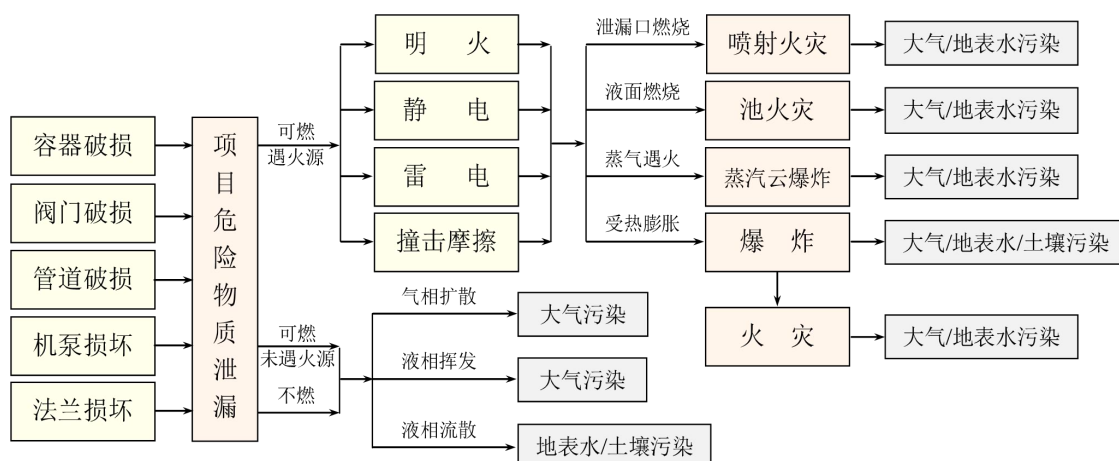 容器破损
阀门破损
管道破损
机泵损坏
法兰损坏
项目危险物质泄漏
可燃
遇火源
可燃
未遇火源
不燃
明 火
静 电
雷 电
撞击摩擦
泄漏口燃烧
液面燃烧
蒸气遇火
受热膨胀
喷射火灾
池火灾
蒸汽云爆炸
爆 炸
火 灾
大气/地表水污染
大气/地表水污染
大气/地表水污染
大气/地表水/土壤污染
大气/地表水污染
气相扩散
液相挥发
液相流散
大气污染
大气污染
地表水/土壤污染